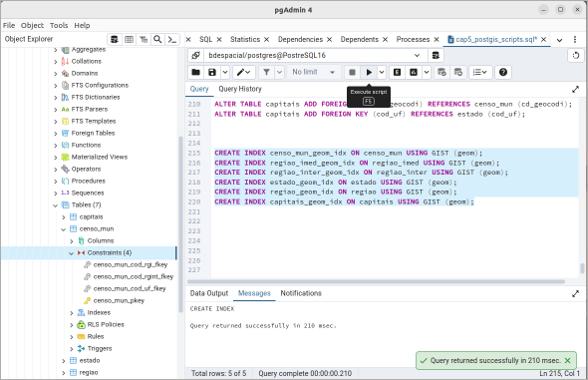 pgAdmin 4
File Object Tools Help
Object Explorer
SQL Statistics Dependencies Dependents Processes cap5_postgis_scripts.sql*
bdespacial/postgres@PostreSQL16
No limit
Execute script
F5
Query Query History
Aggregates
Collations
Domains
FTS Configurations
FTS Dictionaries
FTS Parsers
FTS Templates
Foreign Tables
Functions
Materialized Views
Operators
Procedures
Sequences
Tables (7)
capitais
censo_mun
Columns
Constraints (4)
censo_mun_cod_rgi_fkey
censo_mun_cod_rgint_fkey
censo_mun_cod_uf_fkey
censo_mun_pkey
Indexes
RLS Policies
Rules
Triggers
estado
regiao
210 ALTER TABLE capitais ADD FOREIG geocodi) REFERENCES censo_mun (cd_geocodi);
211 ALTER TABLE capitais ADD FOREIGN KEY (cod_uf) REFERENCES estado (cod_uf);
212
213
214
215 CREATE INDEX censo_mun_geom_idx ON censo_mun USING GIST (geom);
216 CREATE INDEX regiao_imed_geom_idx ON regiao_imed USING GIST (geom);
217 CREATE INDEX regiao_inter_geom_idx ON regiao_inter USING GIST (geom);
218 CREATE INDEX estado_geom_idx ON estado USING GIST (geom);
219 CREATE INDEX regiao_geom_idx ON regiao USING GIST (geom);
220 CREATE INDEX capitais_geom_idx ON capitais USING GIST (geom);
221
222
223
224
225
226
227
Data Output Messages Notifications
CREATE INDEX
Query returned successfully in 210 msec.
Query returned successfully in 210 msec.
Total rows: 5 of 5 Query complete 00:00:00.210 Ln 215, Col 1